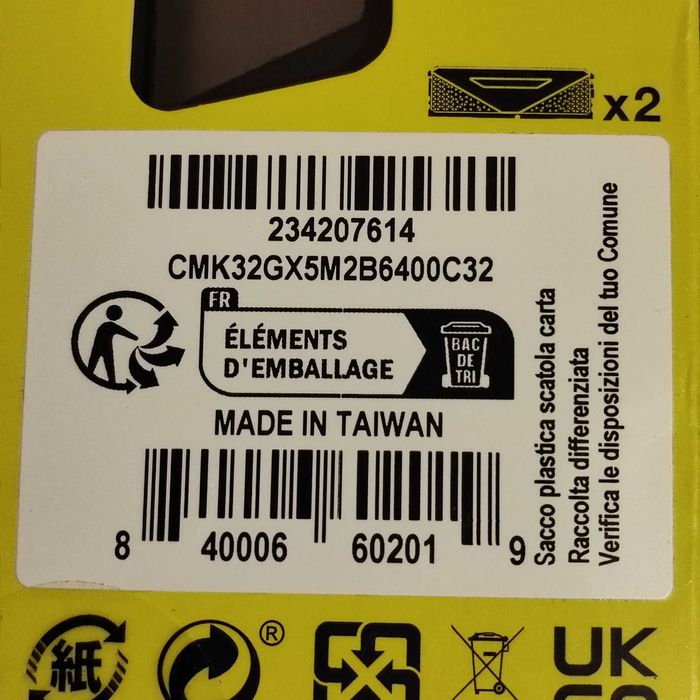 x2
234207614
CMK32GX5M2B6400C32
FR
ÉLÉMENTS
D'EMBALLAGE
BAC
DE
TRI
MADE IN TAIWAN
8 40006 60201 9
Sacco plastica scatola carta
Raccolta differenziata
Verifica le disposizioni del tuo Comune
紙
®
UK